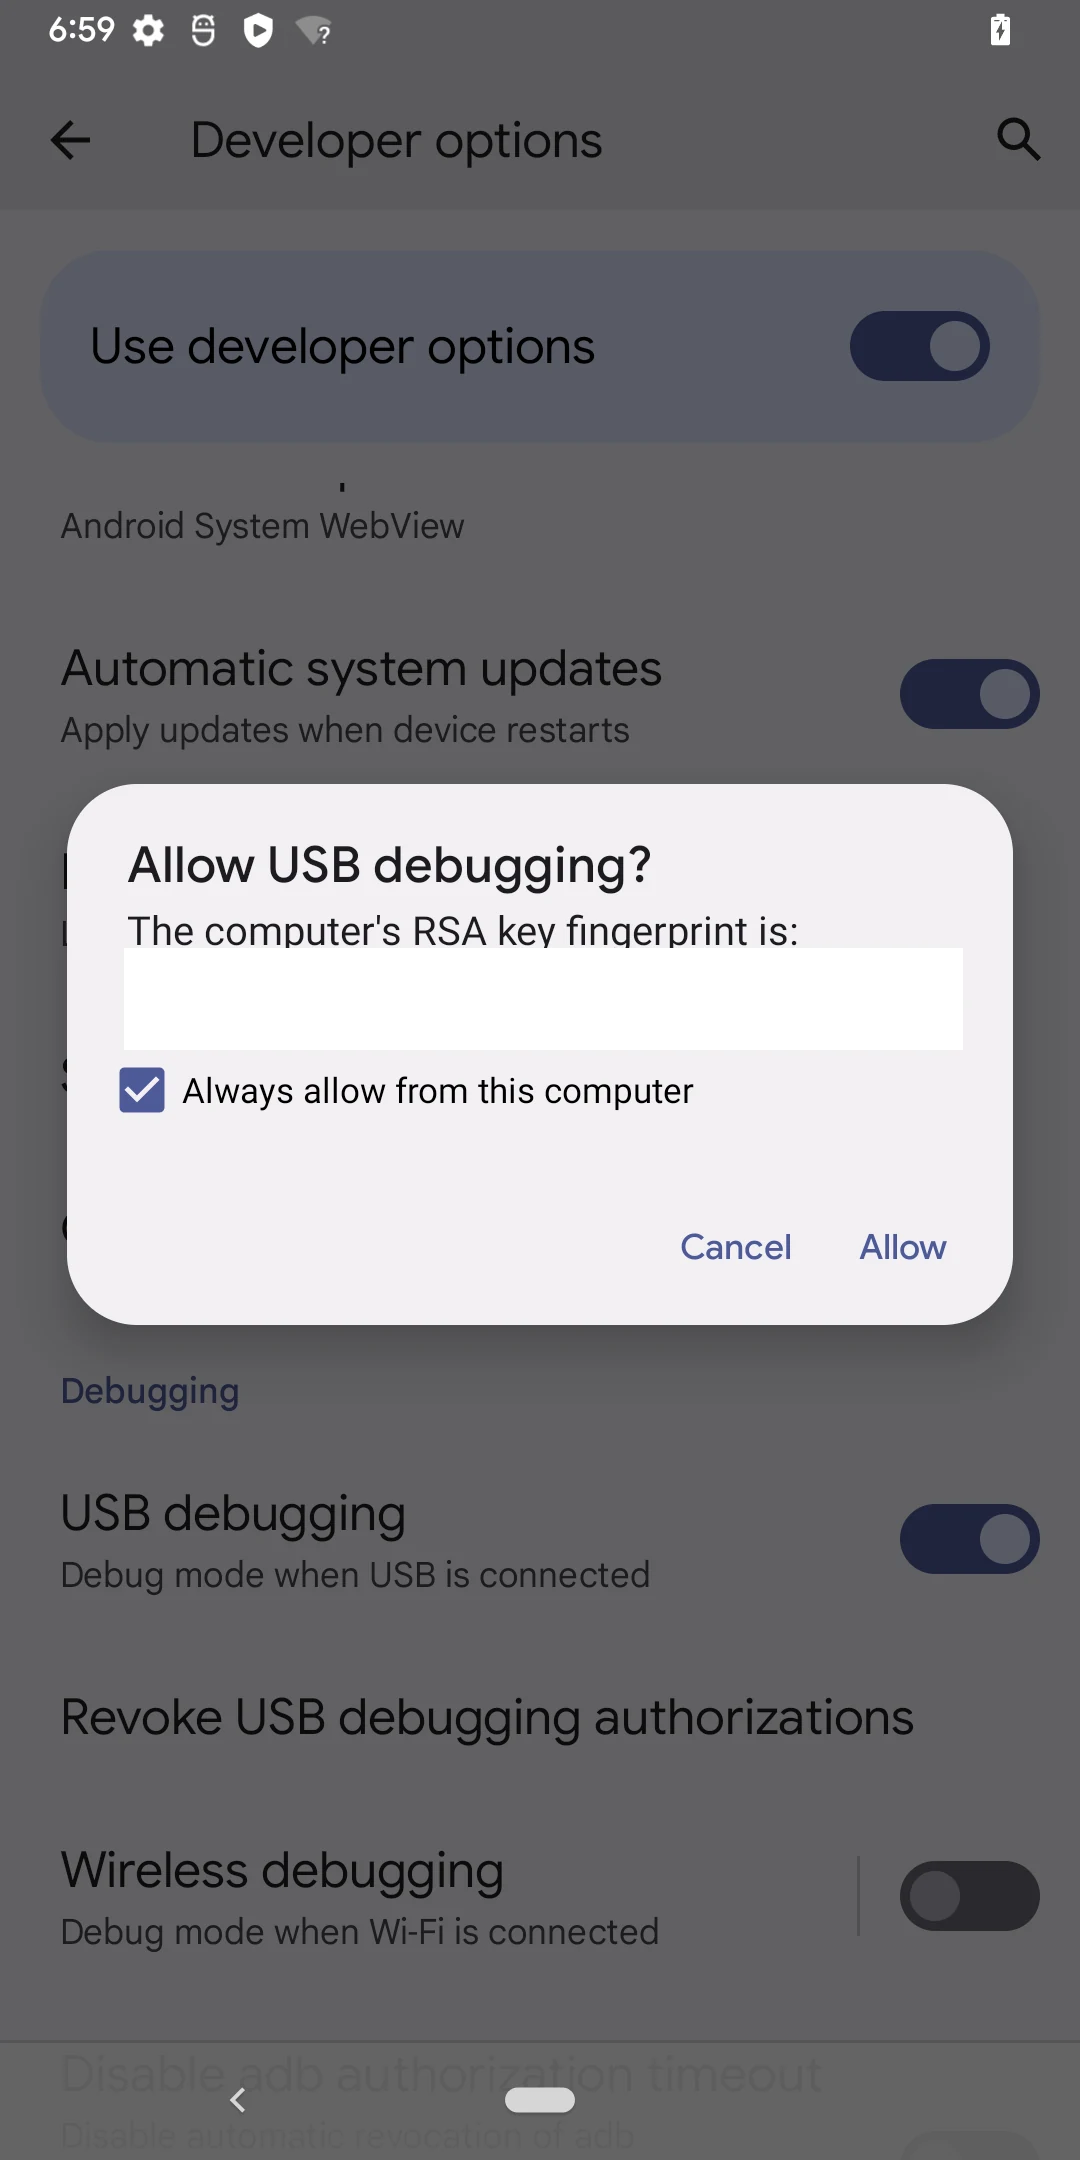 6:59
Developer options
Use developer options
Android System WebView
Automatic system updates
Apply updates when device restarts
Allow USB debugging?
The computer's RSA key fingerprint is:
Always allow from this computer
Cancel Allow
Debugging
USB debugging
Debug mode when USB is connected
Revoke USB debugging authorizations
Wireless debugging
Debug mode when Wi-Fi is connected
Disable adb authorization timeout
Disable automatic revocation of adb